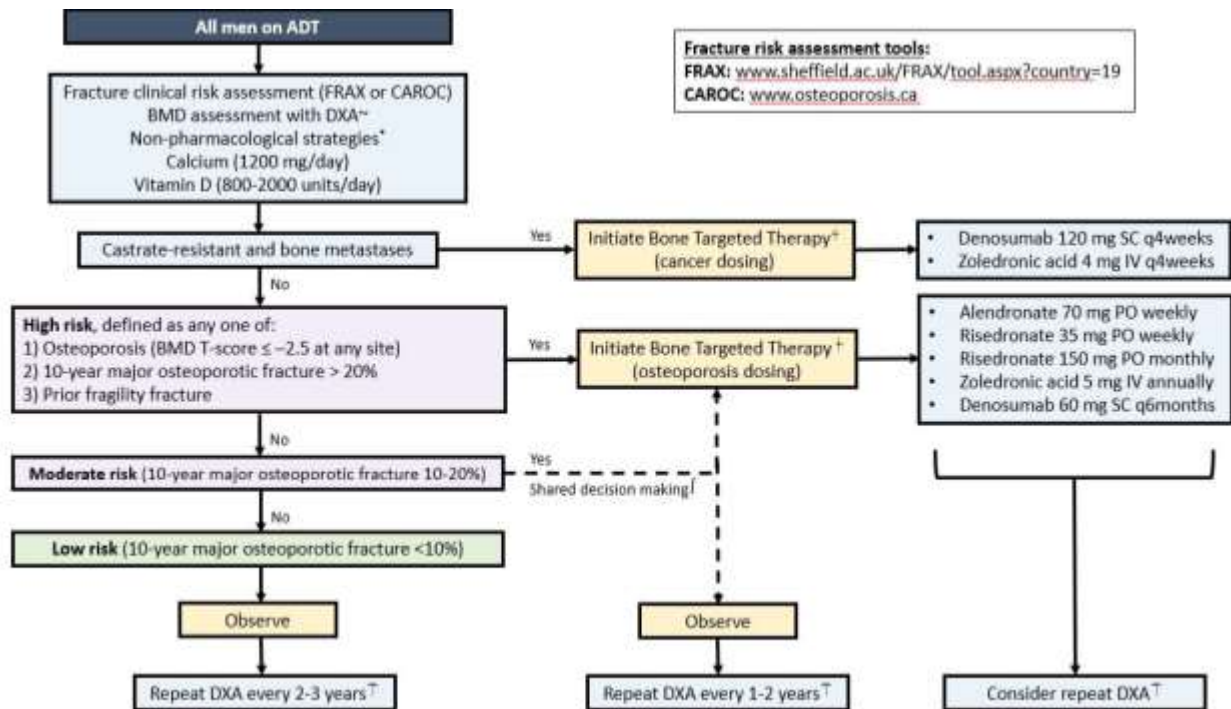 All men on ADT
Fracture risk assessment tools:
FRAX: www.sheffield.ac.uk/FRAX/tool.aspx?country=19
CAROC: www.osteoporosis.ca
Fracture clinical risk assessment (FRAX or CAROC)
BMD assessment with DXA~
Non-pharmacological strategies*
Calcium (1200 mg/day)
Vitamin D (800-2000 units/day)
Castrate-resistant and bone metastases
Yes
Initiate Bone Targeted Therapy+
(cancer dosing)
• Denosumab 120 mg SC q4weeks
• Zoledronic acid 4 mg IV q4weeks
No
High risk, defined as any one of:
1) Osteoporosis (BMD T-score ≤ –2.5 at any site)
2) 10-year major osteoporotic fracture > 20%
3) Prior fragility fracture
Yes
Initiate Bone Targeted Therapy +
(osteoporosis dosing)
• Alendronate 70 mg PO weekly
• Risedronate 35 mg PO weekly
• Risedronate 150 mg PO monthly
• Zoledronic acid 5 mg IV annually
• Denosumab 60 mg SC q6months
No
Moderate risk (10-year major osteoporotic fracture 10-20%)
Yes
Shared decision making⌠
No
Low risk (10-year major osteoporotic fracture <10%)
Observe
Observe
Repeat DXA every 2-3 years⊤
Repeat DXA every 1-2 years⊤
Consider repeat DXA⊤